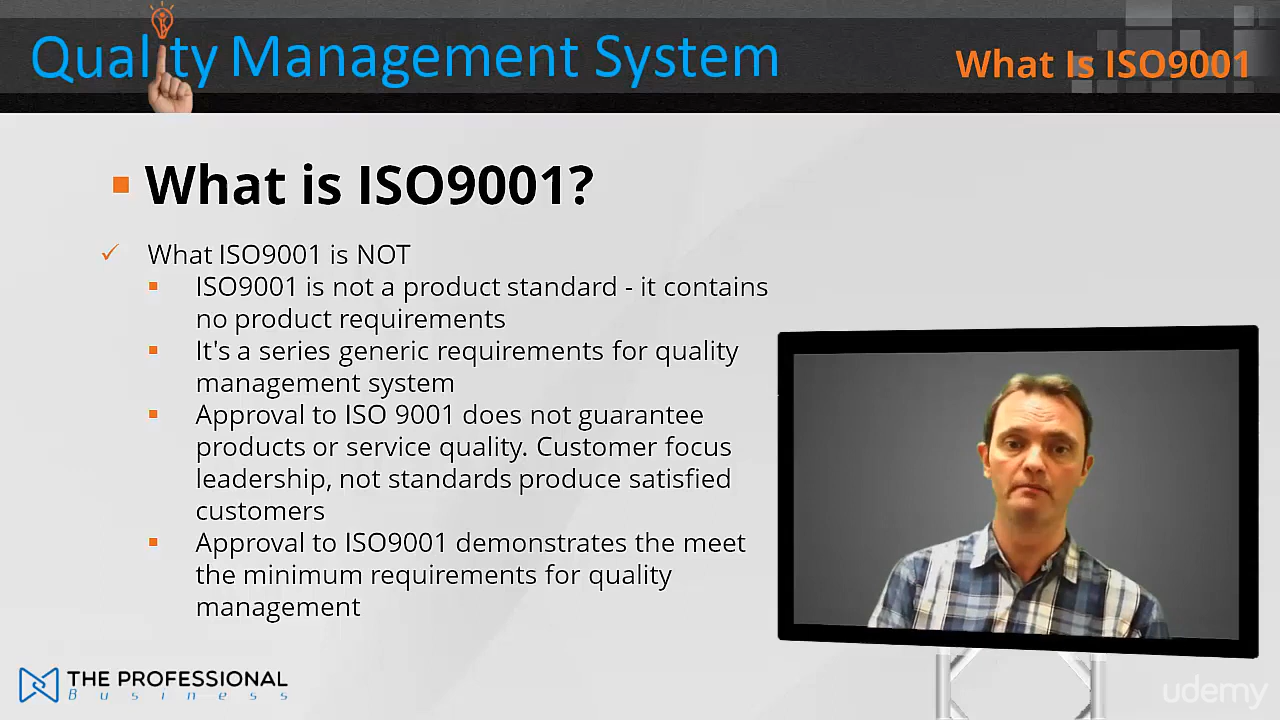 Quality Management System
What Is ISO9001
What is ISO9001?
What ISO9001 is NOT
ISO9001 is not a product standard - it contains
no product requirements
It's a series generic requirements for quality
management system
Approval to ISO 9001 does not guarantee
products or service quality. Customer focus
leadership, not standards produce satisfied
customers
Approval to ISO9001 demonstrates the meet
the minimum requirements for quality
management
THE PROFESSIONAL
Business
udemy